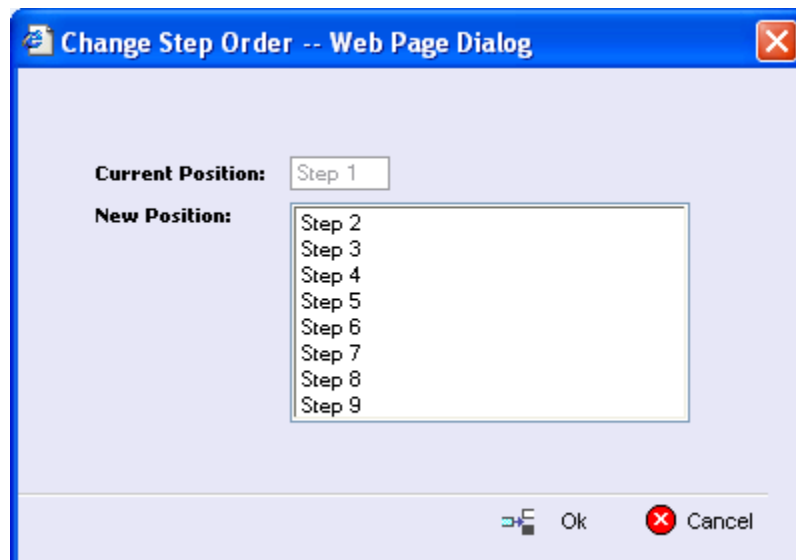 Change Step Order -- Web Page Dialog
Current Position: Step 1
New Position:
Step 2
Step 3
Step 4
Step 5
Step 6
Step 7
Step 8
Step 9
Ok Cancel